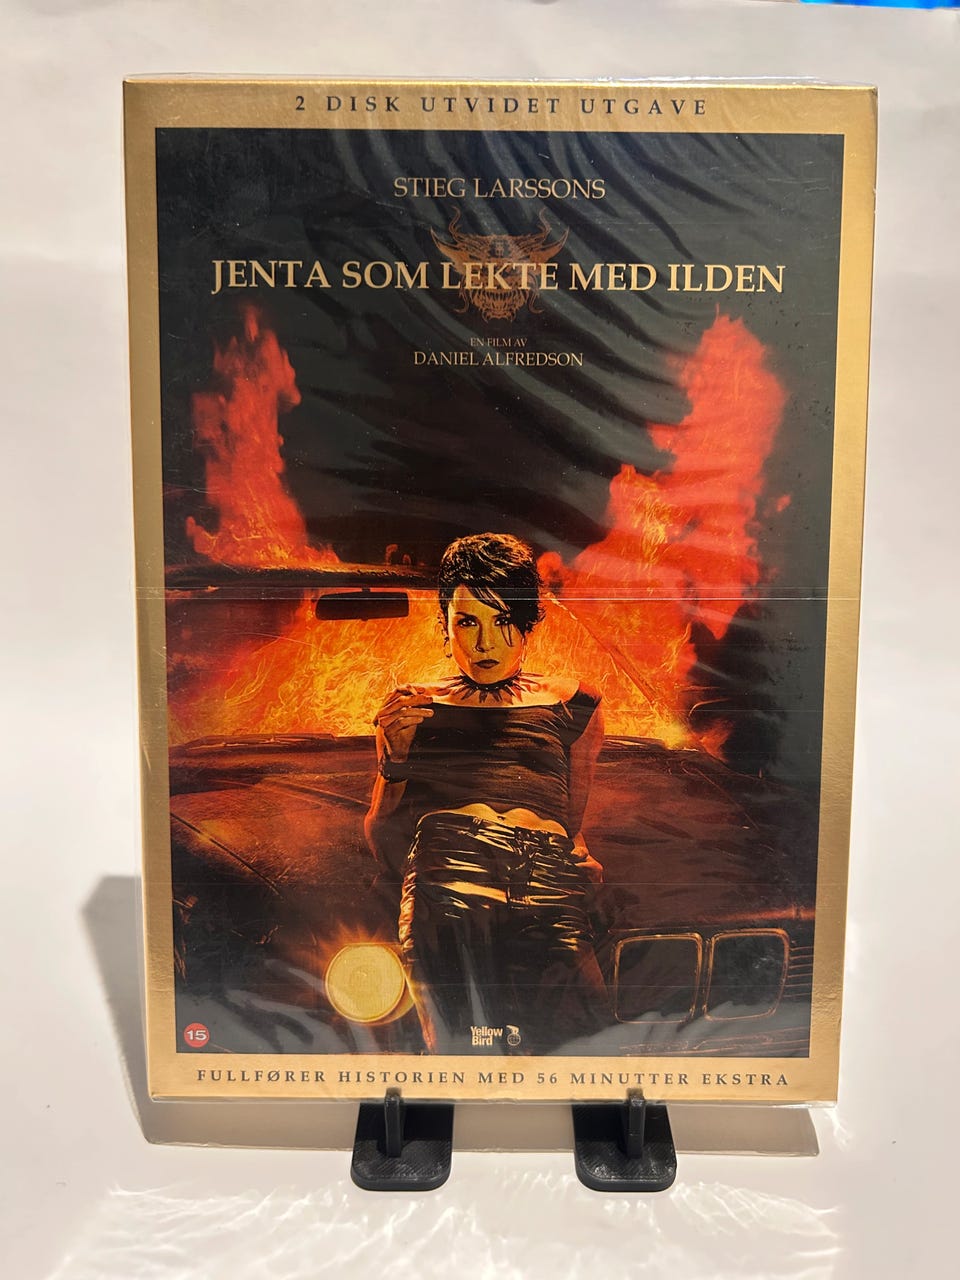 2 DISK UTVIDET UTGAVE
STIEG LARSSONS
JENTA SOM LEKTE MED ILDEN
EN FILM AV
DANIEL ALFREDSON
15
Yellow
Bird
FULLFØRER HISTORIEN MED 56 MINUTTER EKSTRA